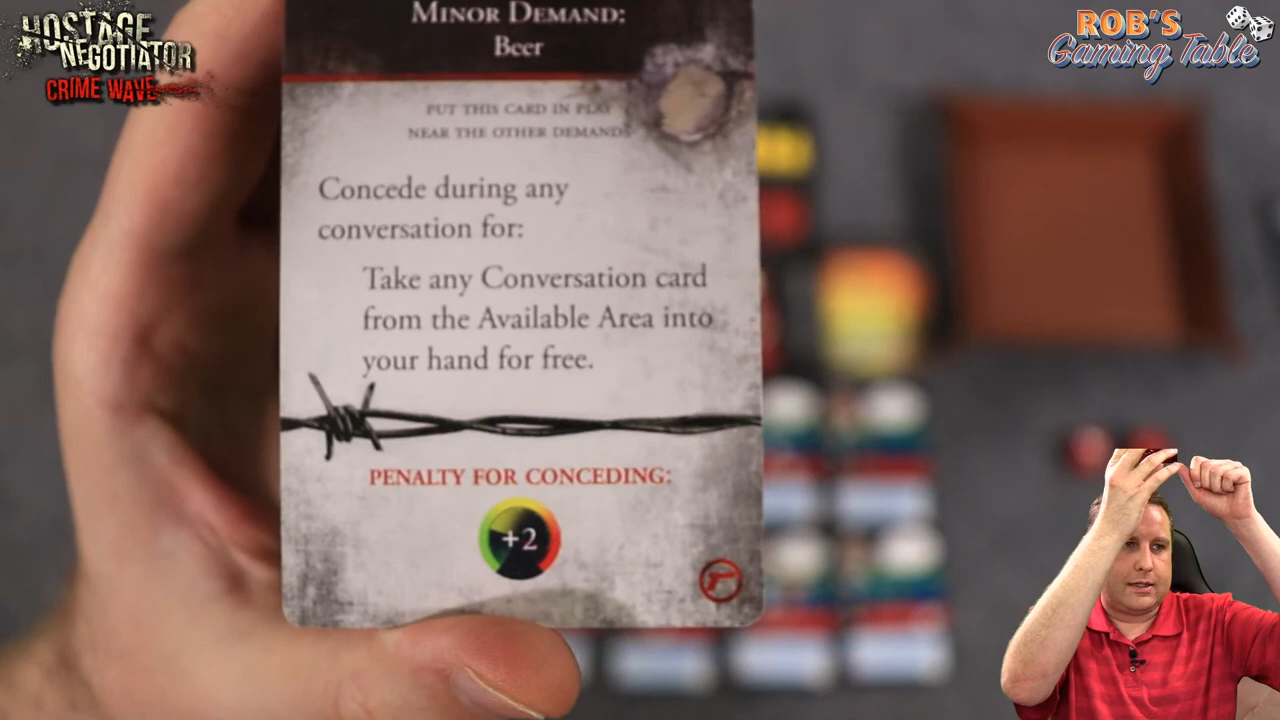 HOSTAGE
NEGOTIATOR
CRIME WAVE
ROB'S
Gaming Table
MINOR DEMAND:
Beer
PUT THIS CARD IN PLAY
NEAR THE OTHER DEMANDS
Concede during any
conversation for:
Take any Conversation card
from the Available Area into
your hand for free.
PENALTY FOR CONCEDING:
+2